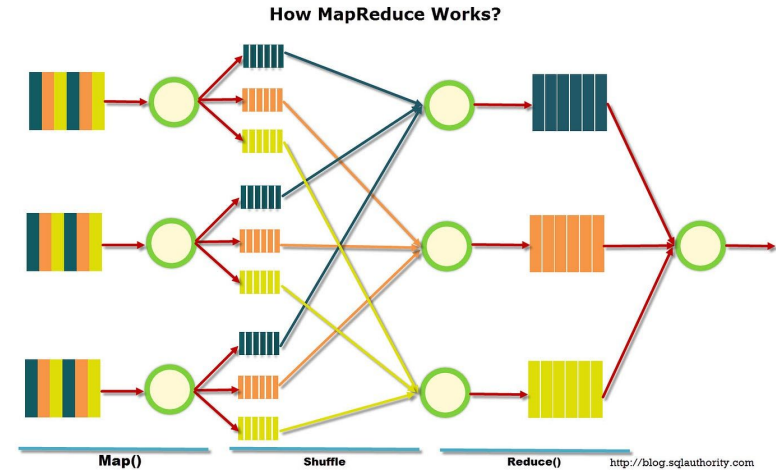 How MapReduce Works?
Map()
Shuffle
Reduce()
http://blog.sqlauthority.com